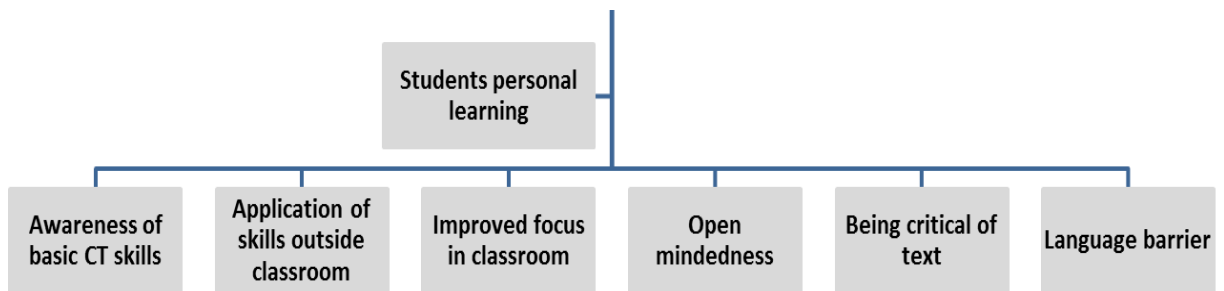 Students personal
learning
Awareness of
basic CT skills
Application of
skills outside
classroom
Improved focus
in classroom
Open
mindedness
Being critical of
text
Language barrier